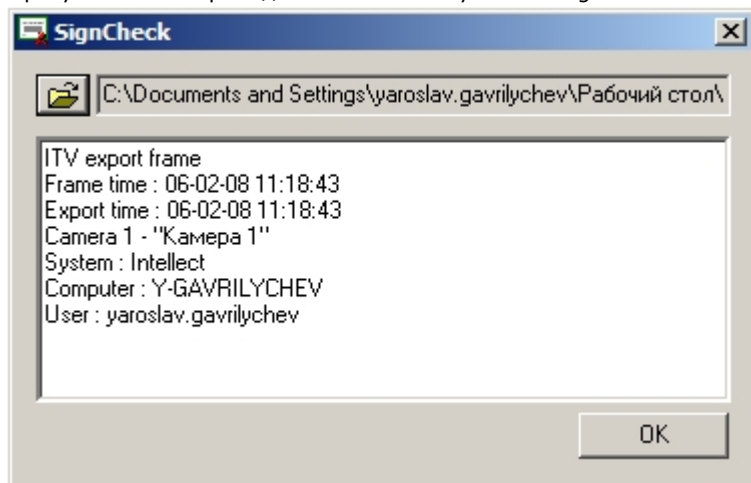 SignCheck
C:\Documents and Settings\yaroslav.gavrilychev\Рабочий стол\
ITV export frame
Frame time : 06-02-08 11:18:43
Export time : 06-02-08 11:18:43
Camera 1 - "Камера 1"
System : Intellect
Computer : Y-GAVRILYCHEV
User : yaroslav.gavrilychev
OK